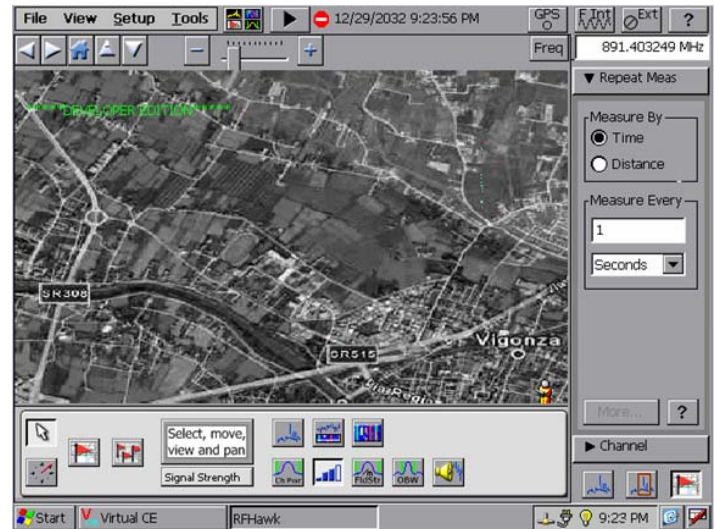 File View Setup Tools 12/29/2032 9:23:56 PM GPS F.Int Ext ?
Freq 891.403249 MHz
▼ Repeat Meas
*****DEVELOPER EDITION*****
Measure By
Time
Distance
Measure Every
1
Seconds
SR308
SR515
Vigonza
More... ?
Select, move,
view and pan
Signal Strength
▶ Channel
Ch Pwr FldStr OBW
Start Virtual CE RFHawk 9:23 PM